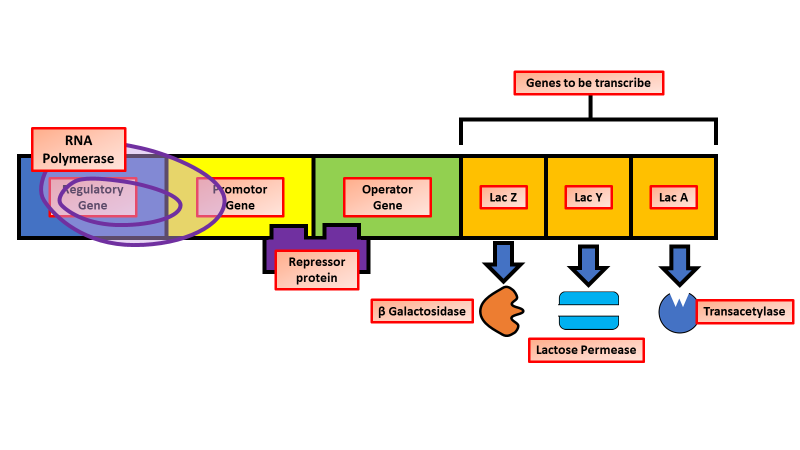 Genes to be transcribe
RNA
Polymerase
Regulatory
Gene
Promotor
Gene
Operator
Gene
Lac Z
Lac Y
Lac A
Repressor
protein
β Galactosidase
Transacetylase
Lactose Permease